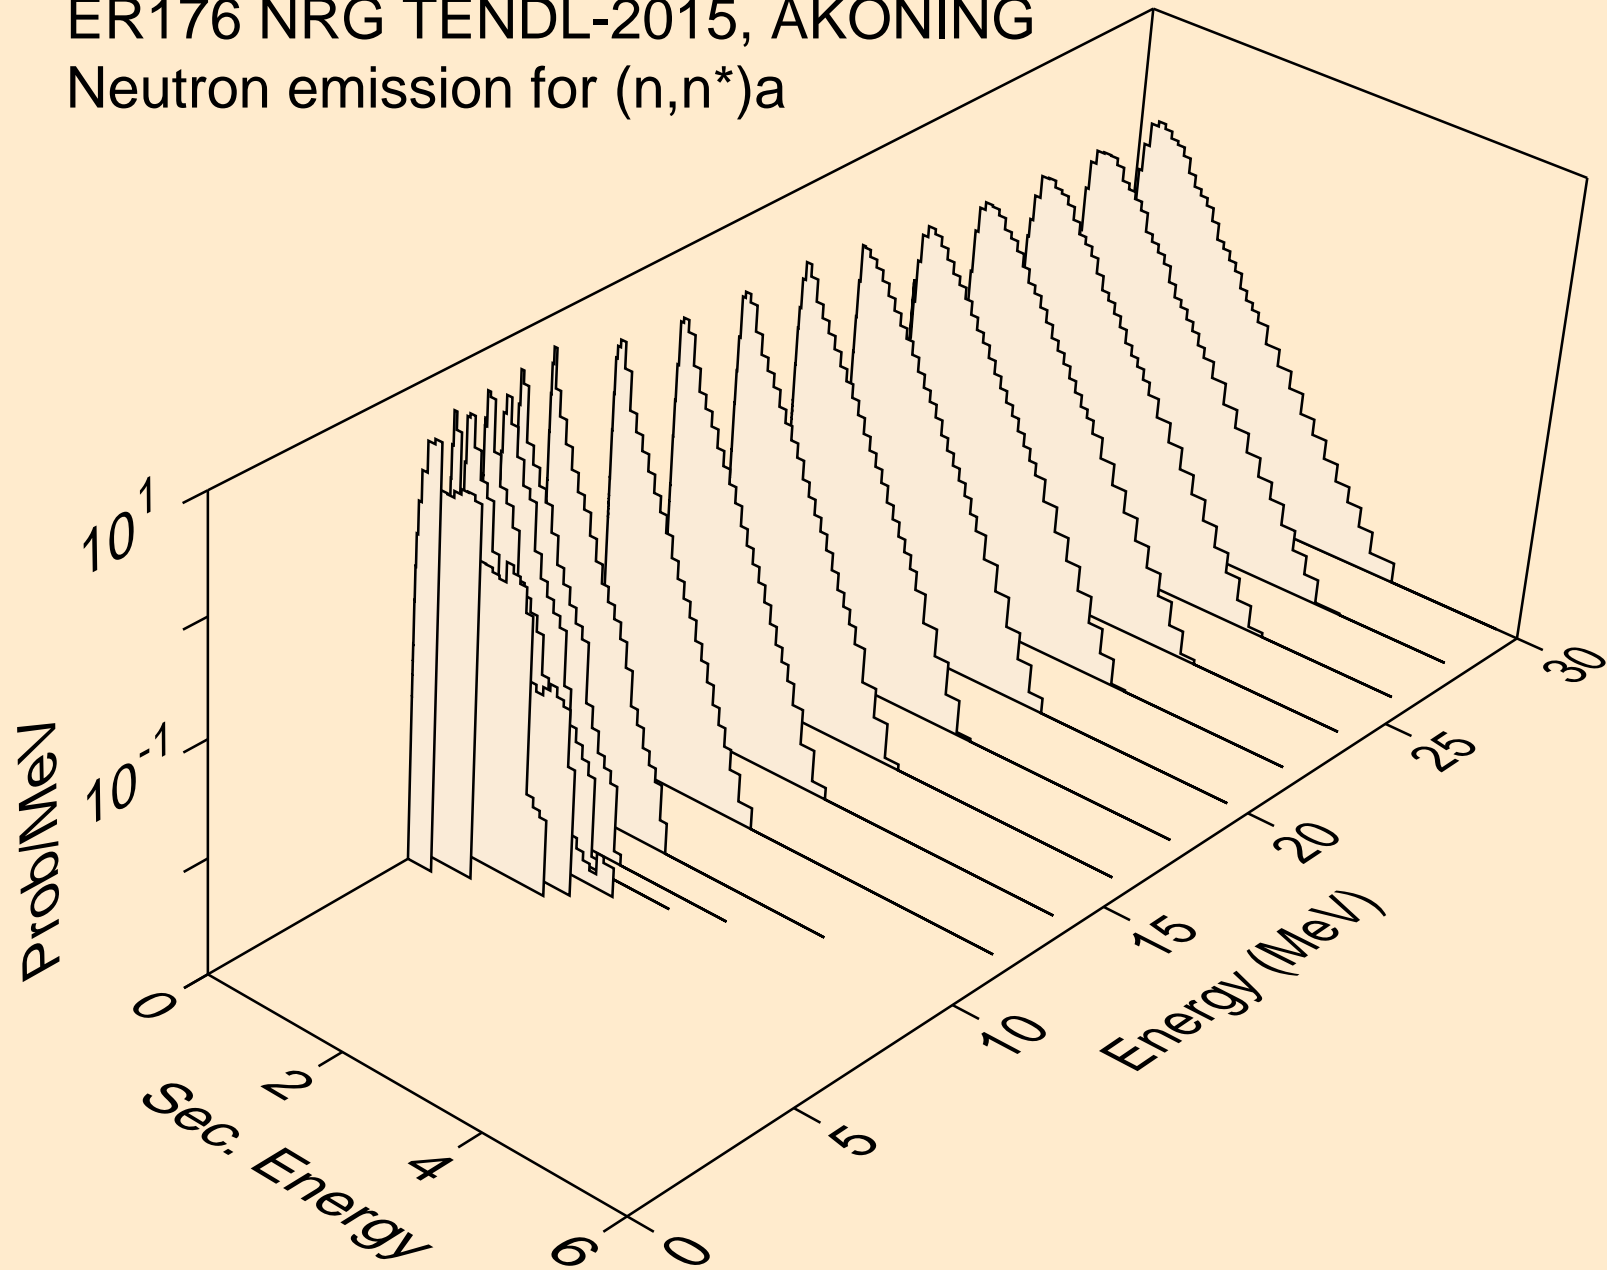 ER176 NRG TENDL-2015, AKONING
Neutron emission for (n,n*)a
10^1
10^-1
Prob/MeV
0
2
4
6
Sec. Energy
0
5
10
15
20
25
30
Energy (MeV)